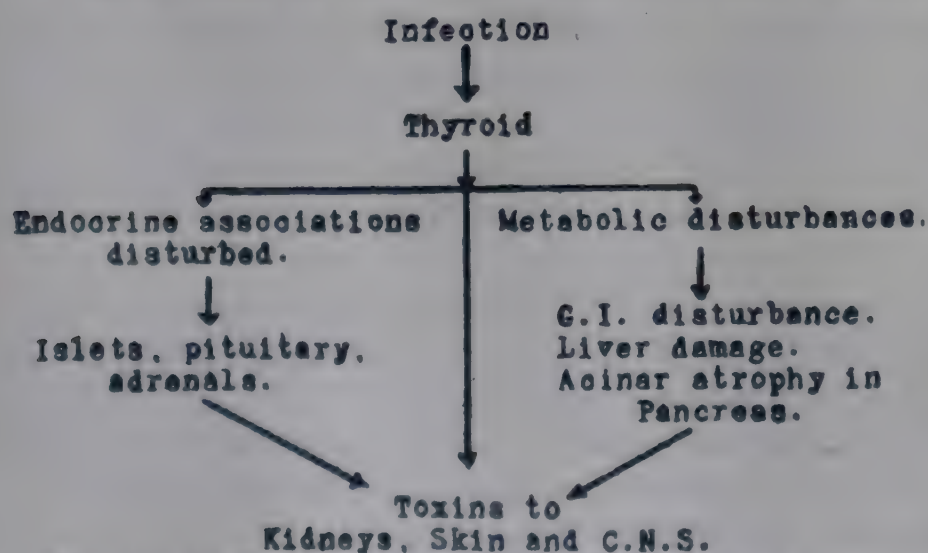 Infection
Thyroid
Endocrine associations
disturbed.
Metabolic disturbances.
Islets, pituitary,
adrenals.
G.I. disturbance.
Liver damage.
Acinar atrophy in
Pancreas.
Toxins to
Kidneys, Skin and C.N.S.